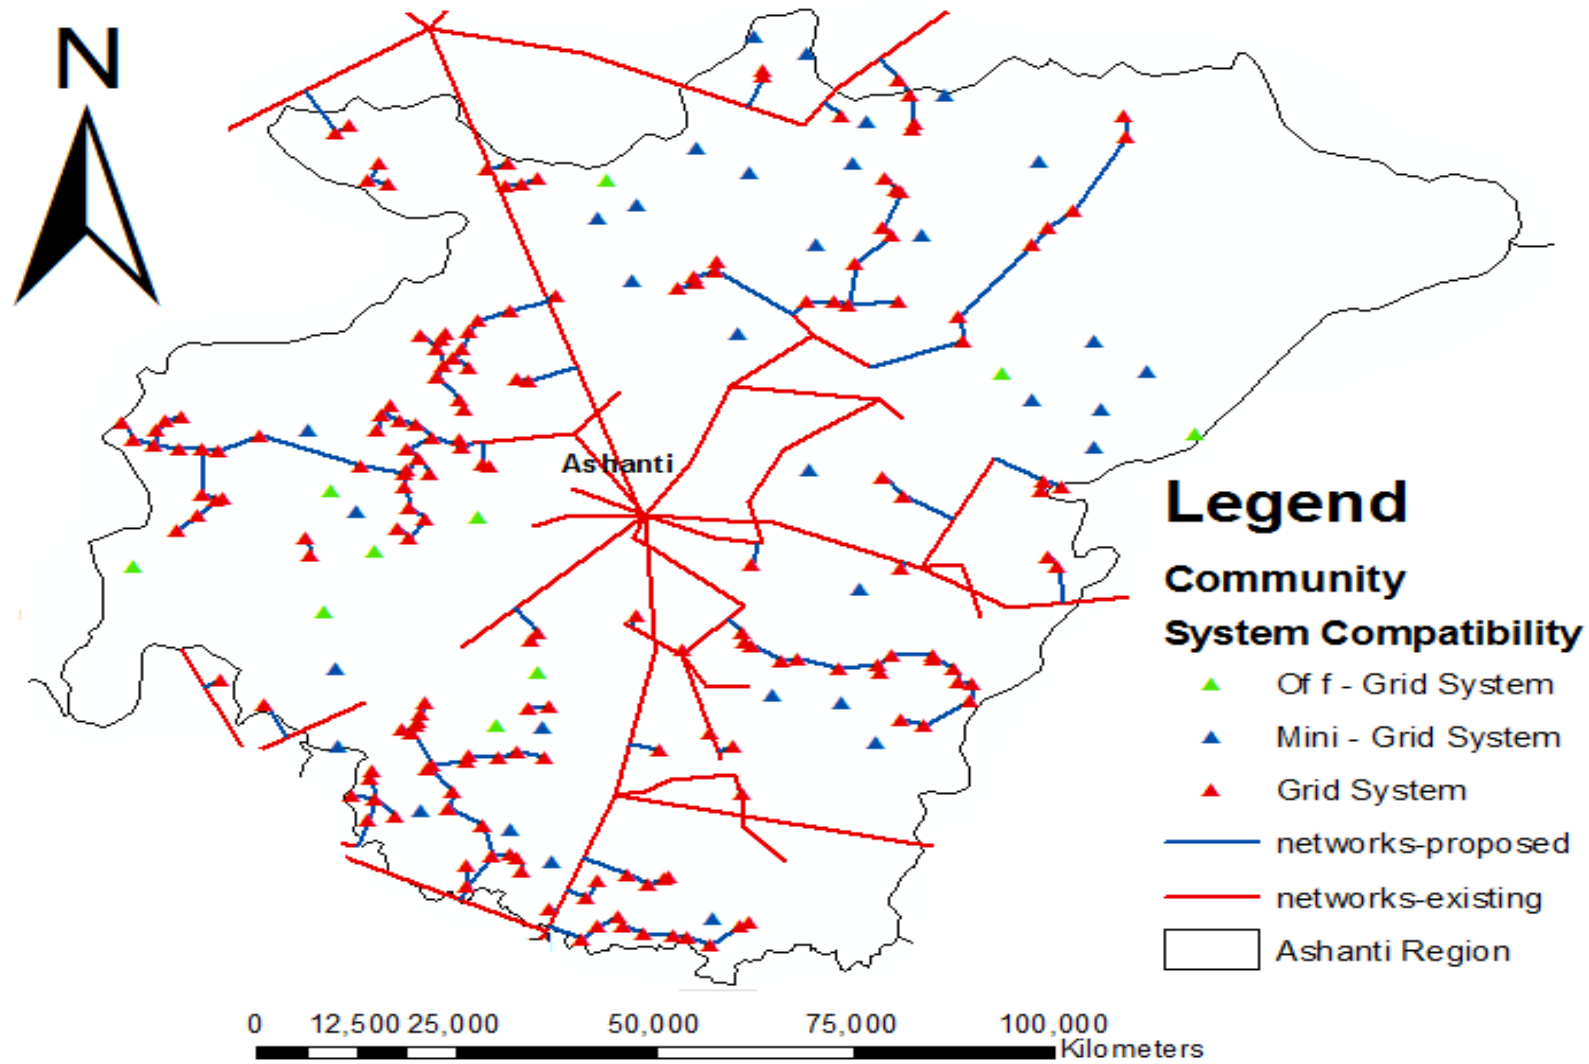 N
Ashanti
Legend
Community
System Compatibility
Off - Grid System
Mini - Grid System
Grid System
networks-proposed
networks-existing
Ashanti Region
0 12,500 25,000 50,000 75,000 100,000
Kilometers